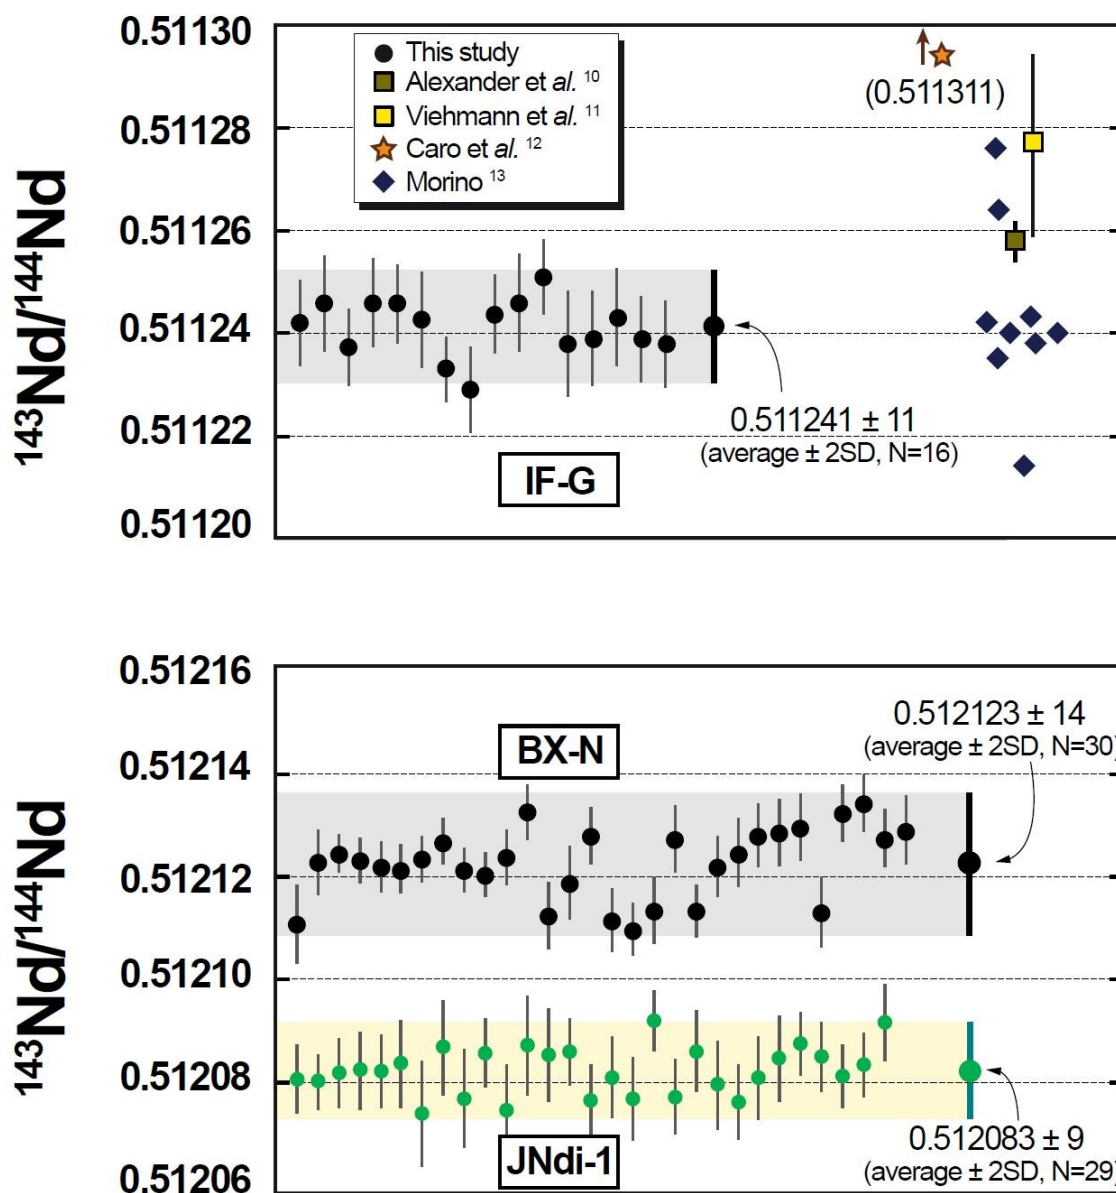 0.51130
0.51128
0.51126
0.51124
0.51122
0.51120
¹⁴³Nd/¹⁴⁴Nd
This study
Alexander et al. ¹⁰
Viehmann et al. ¹¹
Caro et al. ¹²
Morino ¹³
(0.511311)
0.511241 ± 11
(average ± 2SD, N=16)
IF-G
0.51216
0.51214
0.51212
0.51210
0.51208
0.51206
¹⁴³Nd/¹⁴⁴Nd
BX-N
0.512123 ± 14
(average ± 2SD, N=30)
0.512083 ± 9
(average ± 2SD, N=29)
JNdi-1